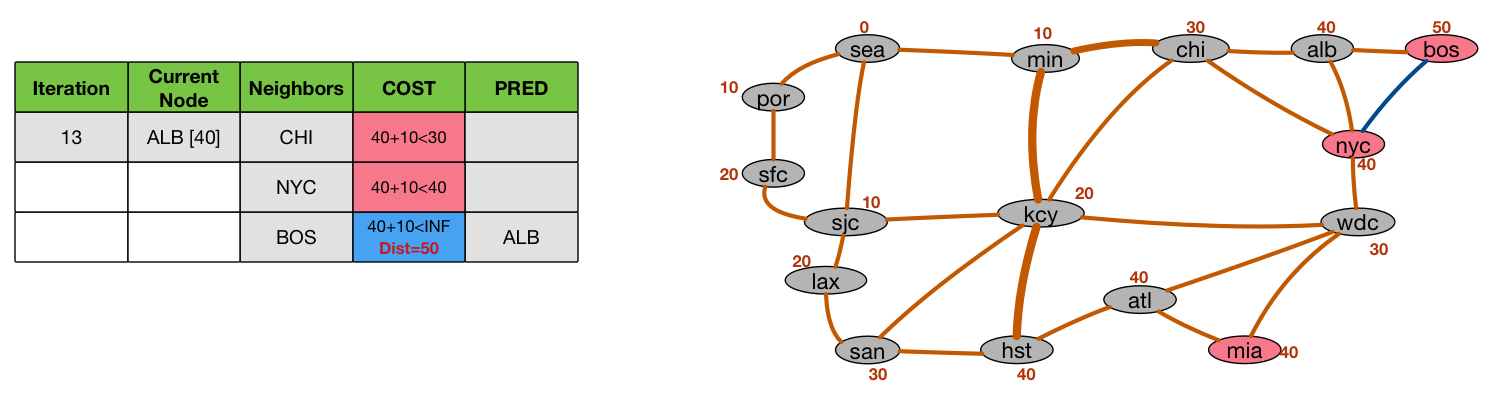 Iteration Current Node Neighbors COST PRED
13 ALB [40] CHI 40+10<30
NYC 40+10<40
BOS 40+10<INF ALB
Dist=50
0
sea
10
min
30
chi
40
alb
50
bos
10
por
nyc
40
20
sfc
10
sjc
20
kcy
wdc
30
20
lax
40
atl
san
30
hst
40
mia 40